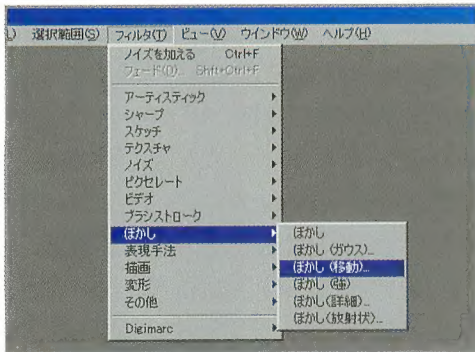 選択範囲(S) フィルタ(T) ビュー(V) ウインドウ(W) ヘルプ(H)
ノイズを加える Ctrl+F
フェード(D)... Shft+Ctrl+F
アーティスティック
シャープ
スケッチ
テクスチャ
ノイズ
ピクセレート
ビデオ
ブラシストローク
ぼかし
表現手法
描画
変形
その他
Digimarc
ぼかし
ぼかし (ガウス)...
ぼかし (移動)...
ぼかし (強)
ぼかし(詳細)...
ぼかし(放射状)...